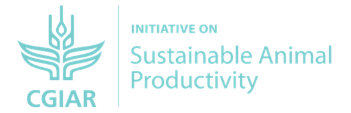 INITIATIVE ON
Sustainable Animal
Productivity
CGIAR